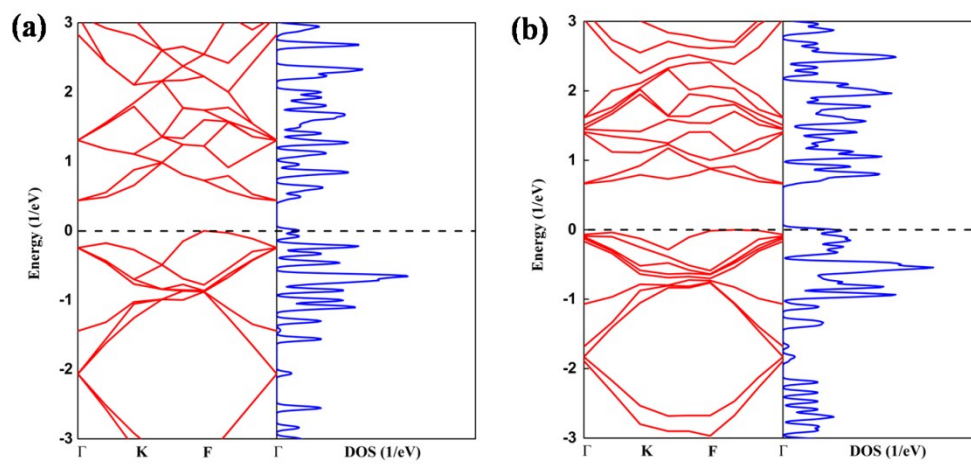 (a)
3
2
1
0
-1
-2
-3
Energy (1/eV)
Γ K F Γ DOS (1/eV)
(b)
3
2
1
0
-1
-2
-3
Energy (1/eV)
Γ K F Γ DOS (1/eV)